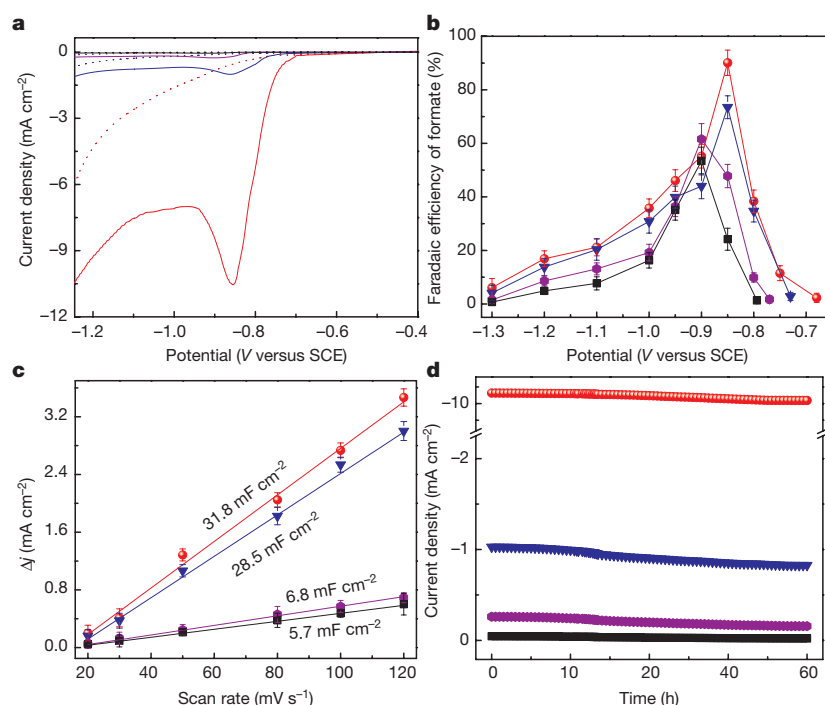 a
0
−3
−6
−9
−12
Current density (mA cm−2)
−1.2
−1.0
−0.8
−0.6
−0.4
Potential (V versus SCE)
b
100
80
60
40
20
0
Faradaic efficiency of formate (%)
−1.3
−1.2
−1.1
−1.0
−0.9
−0.8
−0.7
Potential (V versus SCE)
c
3.6
2.4
1.2
0.0
Δj (mA cm−2)
31.8 mF cm−2
28.5 mF cm−2
6.8 mF cm−2
5.7 mF cm−2
20
40
60
80
100
120
Scan rate (mV s−1)
d
−10
−2
−1
0
Current density (mA cm−2)
0
10
20
40
60
Time (h)